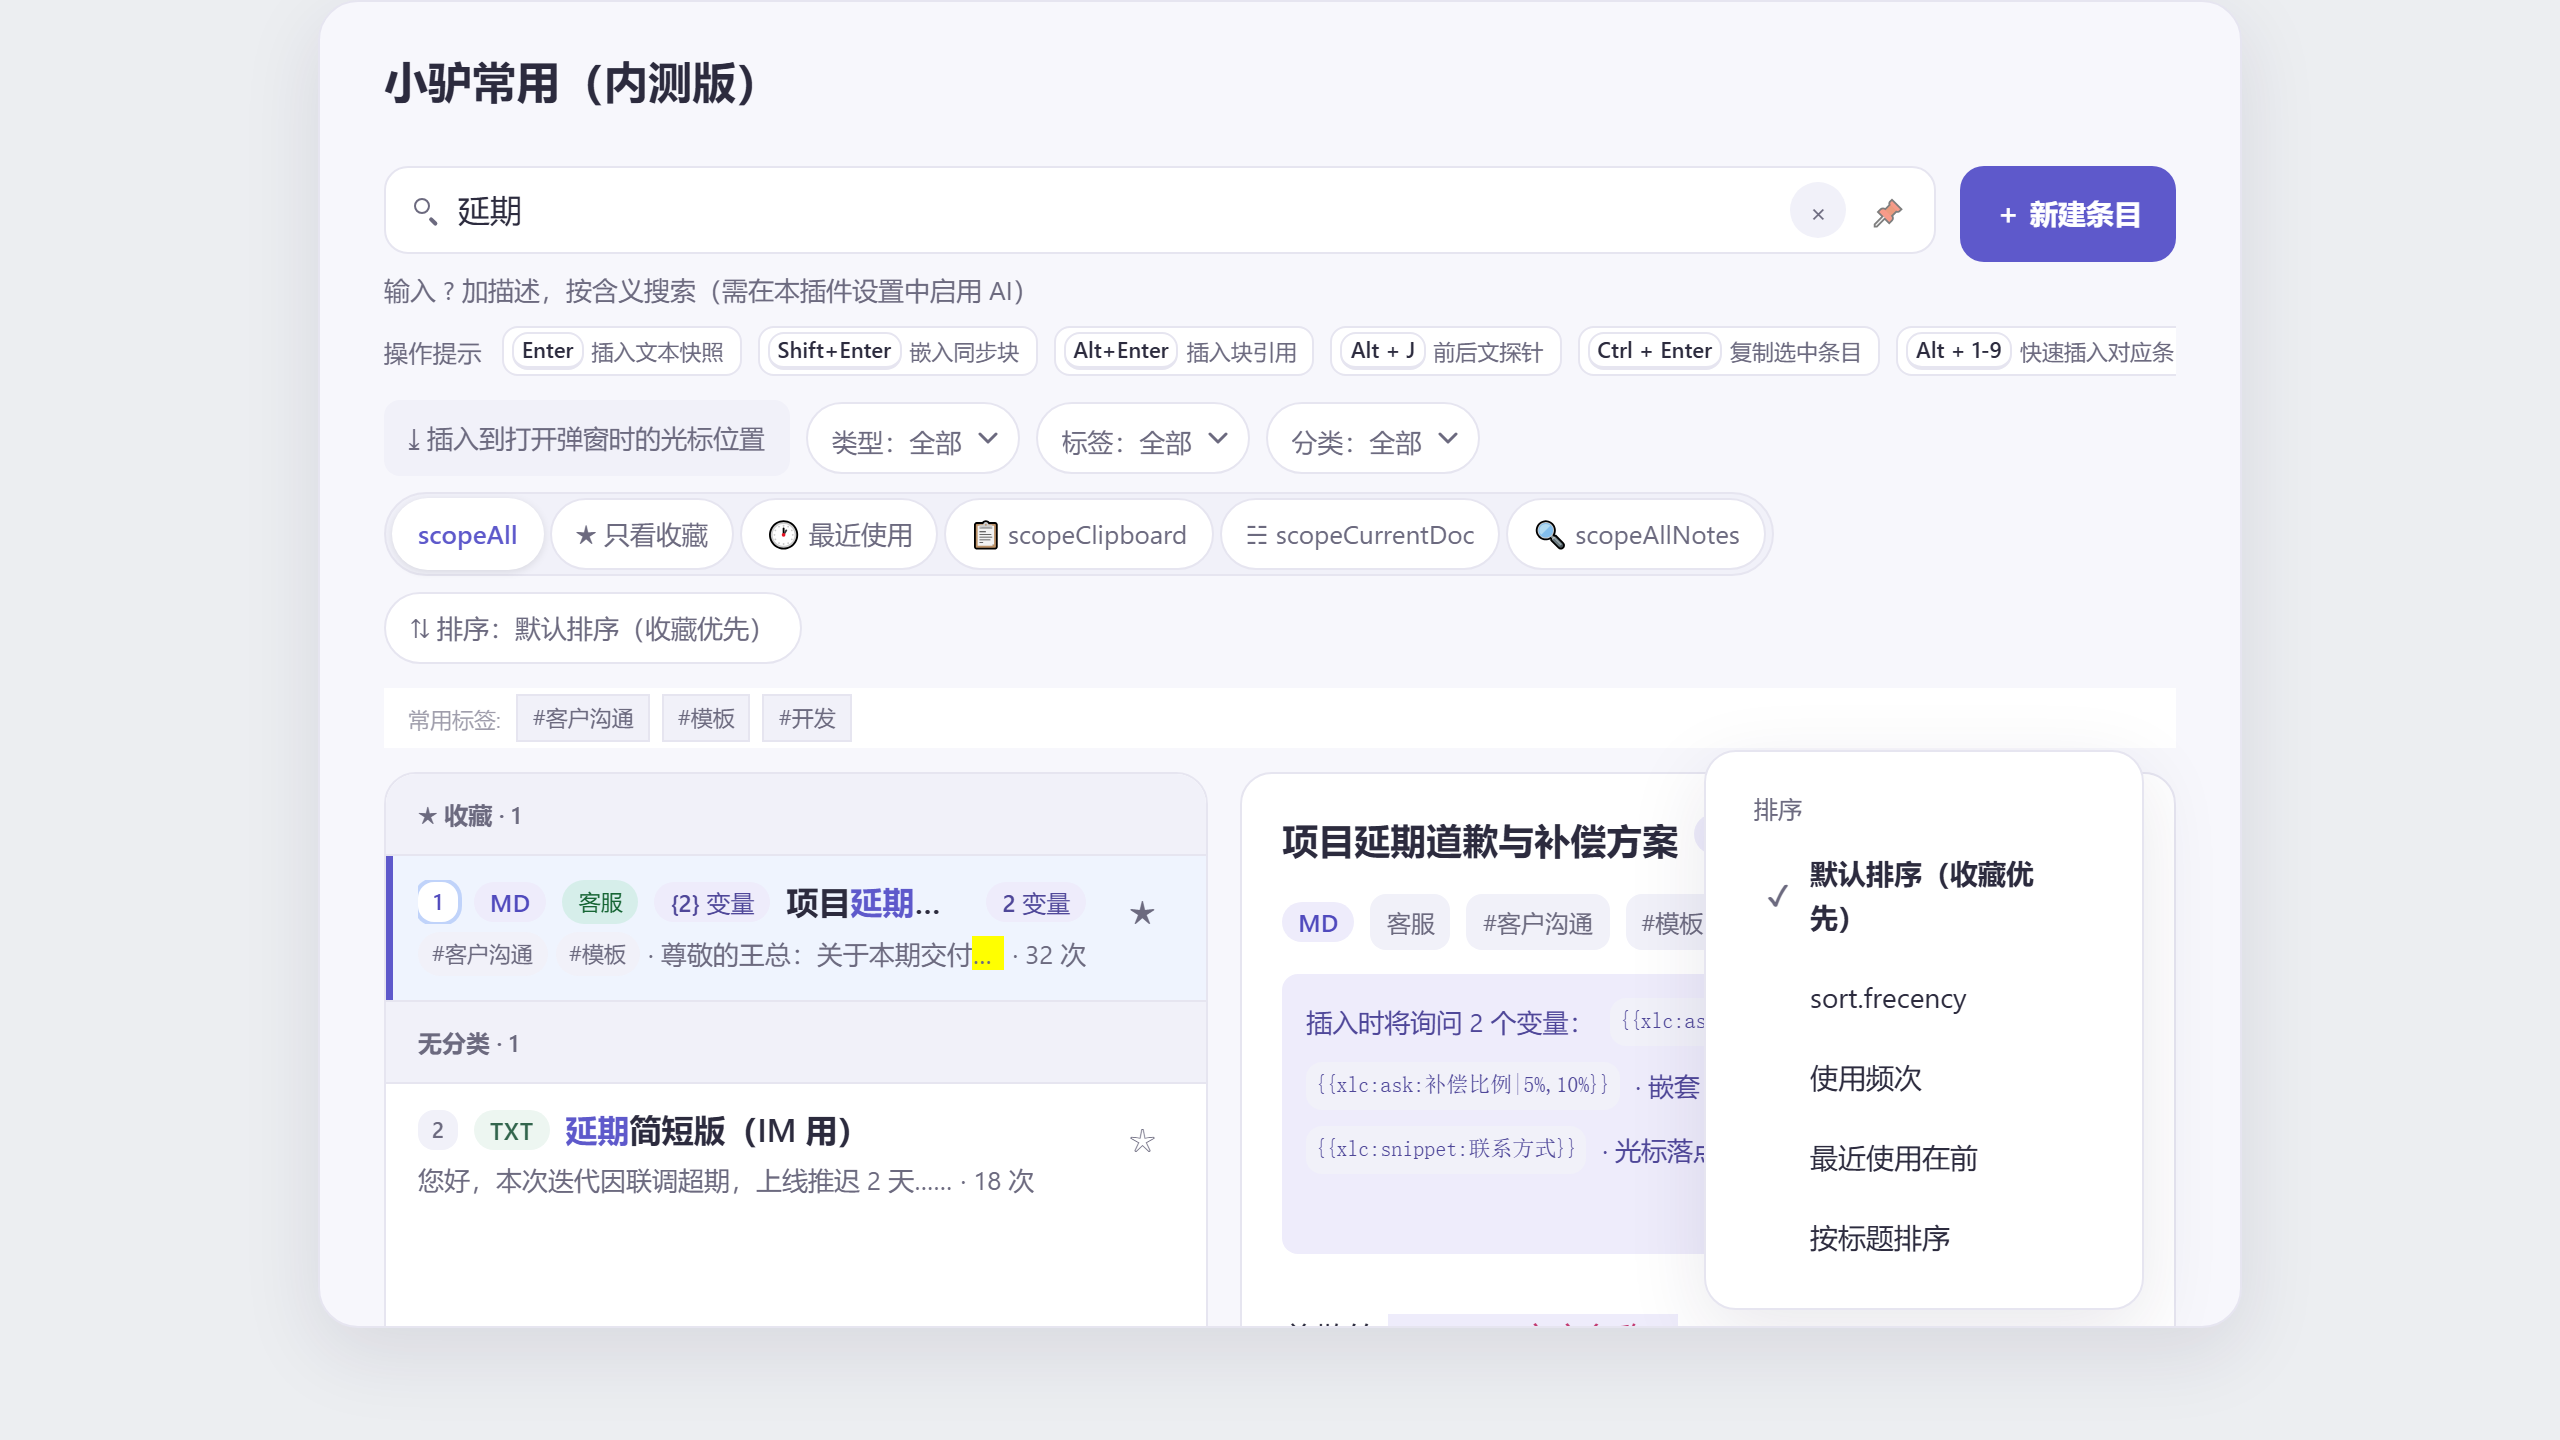 小驴常用（内测版）
延期
× 
+ 新建条目
输入 ? 加描述，按含义搜索（需在本插件设置中启用 AI）
操作提示 Enter 插入文本快照 Shift+Enter 嵌入同步块 Alt+Enter 插入块引用 Alt + J 前后文探针 Ctrl + Enter 复制选中条目 Alt + 1-9 快速插入对应条
⤓ 插入到打开弹窗时的光标位置 类型：全部 标签：全部 分类：全部
scopeAll ★ 只看收藏 最近使用 scopeClipboard ☵ scopeCurrentDoc scopeAllNotes
⇅ 排序：默认排序（收藏优先）
常用标签: #客户沟通 #模板 #开发
★ 收藏 · 1
1 MD 客服 {2} 变量 项目延期... 2 变量 ★
#客户沟通 #模板 · 尊敬的王总：关于本期交付... · 32 次
无分类 · 1
2 TXT 延期简短版（IM 用） ☆
您好，本次迭代因联调超期，上线推迟 2 天...... · 18 次
项目延期道歉与补偿方案
MD 客服 #客户沟通 #模板
插入时将询问 2 个变量： {{xlc:as
{{xlc:ask:补偿比例|5%,10%}} · 嵌套
{{xlc:snippet:联系方式}} · 光标落
排序
✓ 默认排序（收藏优
先）
sort.frecency
使用频次
最近使用在前
按标题排序